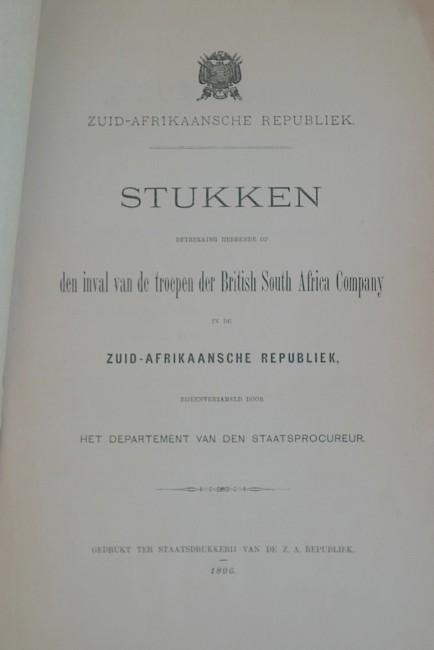 ZUID-AFRIKAANSCHE REPUBLIEK.
STUKKEN
BETREKKING HEBBENDE OP
den inval van de troepen der British South Africa Company
IN DE
ZUID-AFRIKAANSCHE REPUBLIEK,
BIJEENVERZAMELD DOOR
HET DEPARTEMENT VAN DEN STAATSPROCUREUR.
GEDRUKT TER STAATSDRUKKERIJ VAN DE Z. A. REPUBLIEK.
1896.